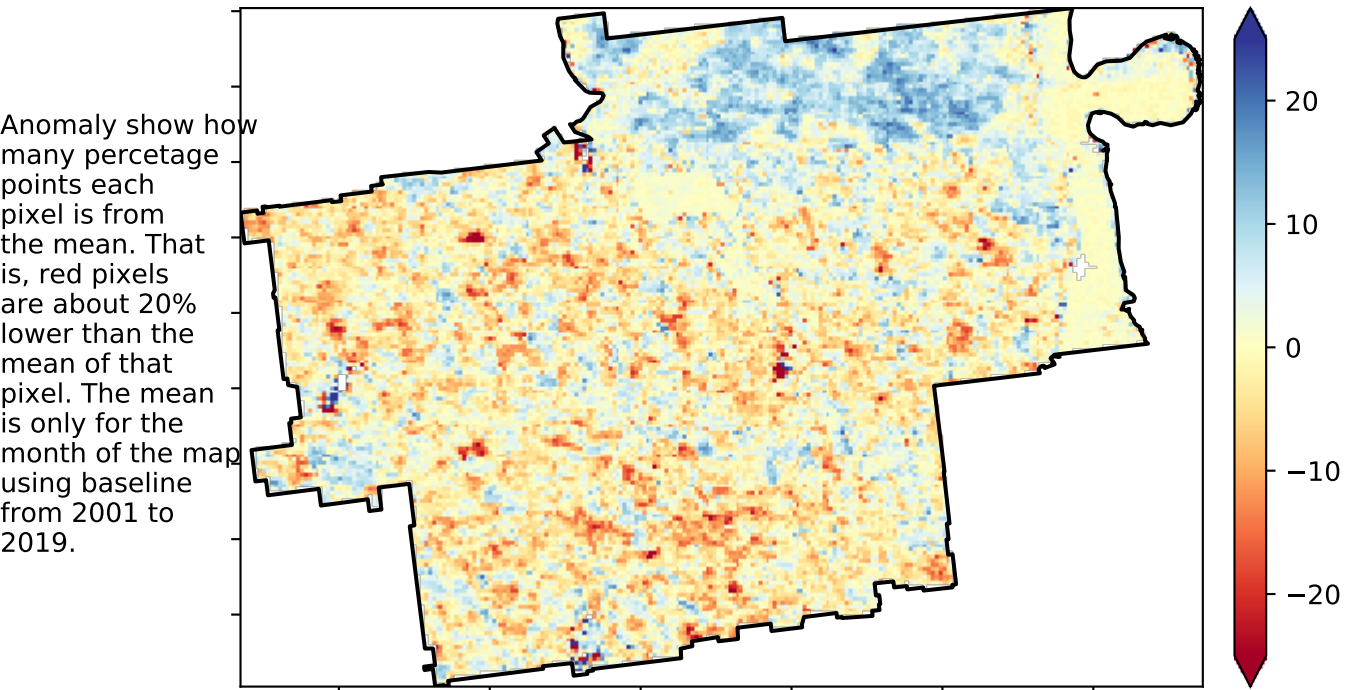 Anomaly show how
many percetage
points each
pixel is from
the mean. That
is, red pixels
are about 20%
lower than the
mean of that
pixel. The mean
is only for the
month of the map
using baseline
from 2001 to
2019.
20
10
0
−10
−20